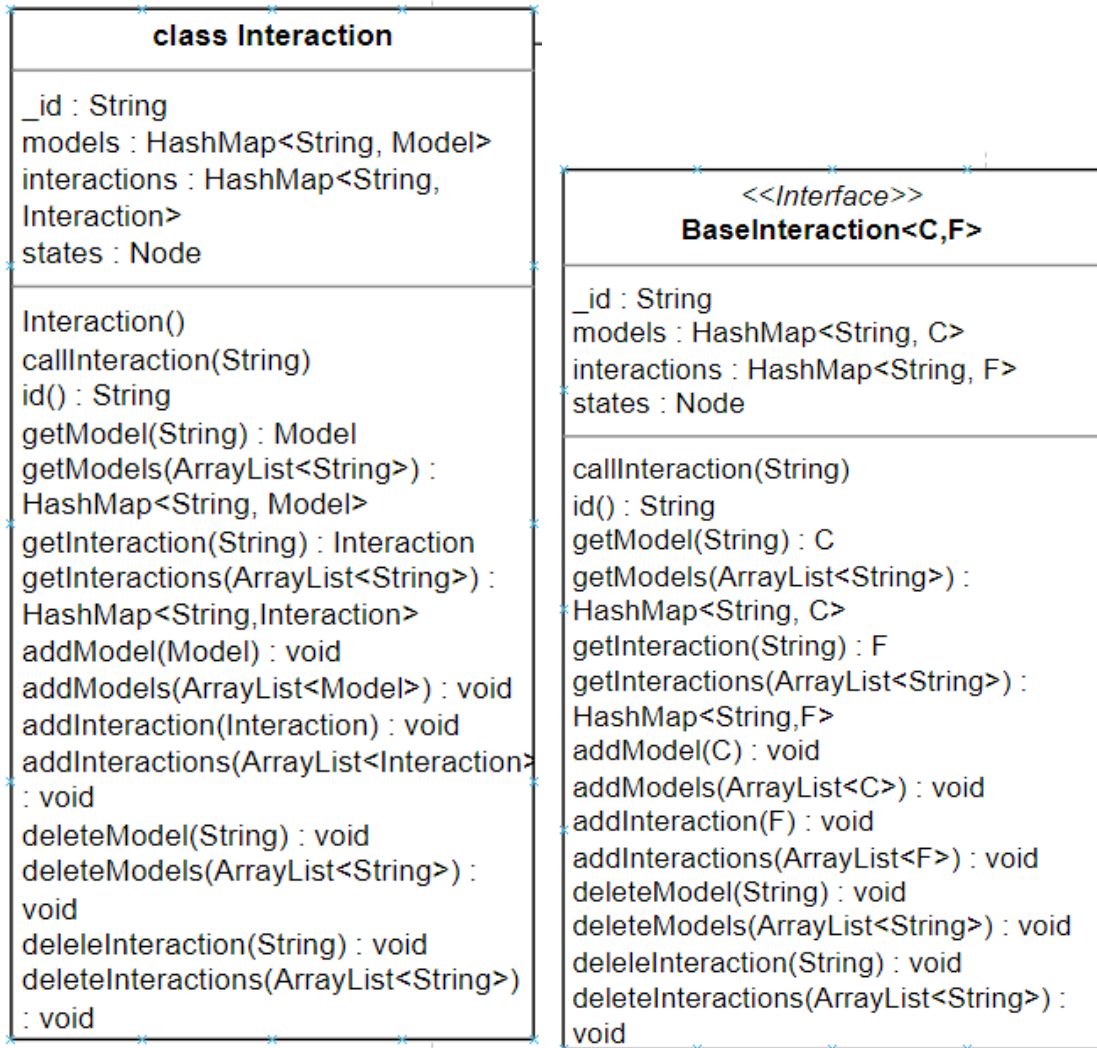 class Interaction
_id : String
models : HashMap<String, Model>
interactions : HashMap<String,
Interaction>
states : Node
Interaction()
callInteraction(String)
id() : String
getModel(String) : Model
getModels(ArrayList<String>) :
HashMap<String, Model>
getInteraction(String) : Interaction
getInteractions(ArrayList<String>) :
HashMap<String,Interaction>
addModel(Model) : void
addModels(ArrayList<Model>) : void
addInteraction(Interaction) : void
addInteractions(ArrayList<Interaction>
: void
deleteModel(String) : void
deleteModels(ArrayList<String>) :
void
deleleInteraction(String) : void
deleteInteractions(ArrayList<String>)
: void
<<Interface>>
BaseInteraction<C,F>
_id : String
models : HashMap<String, C>
interactions : HashMap<String, F>
states : Node
callInteraction(String)
id() : String
getModel(String) : C
getModels(ArrayList<String>) :
HashMap<String, C>
getInteraction(String) : F
getInteractions(ArrayList<String>) :
HashMap<String,F>
addModel(C) : void
addModels(ArrayList<C>) : void
addInteraction(F) : void
addInteractions(ArrayList<F>) : void
deleteModel(String) : void
deleteModels(ArrayList<String>) : void
deleleInteraction(String) : void
deleteInteractions(ArrayList<String>) :
void